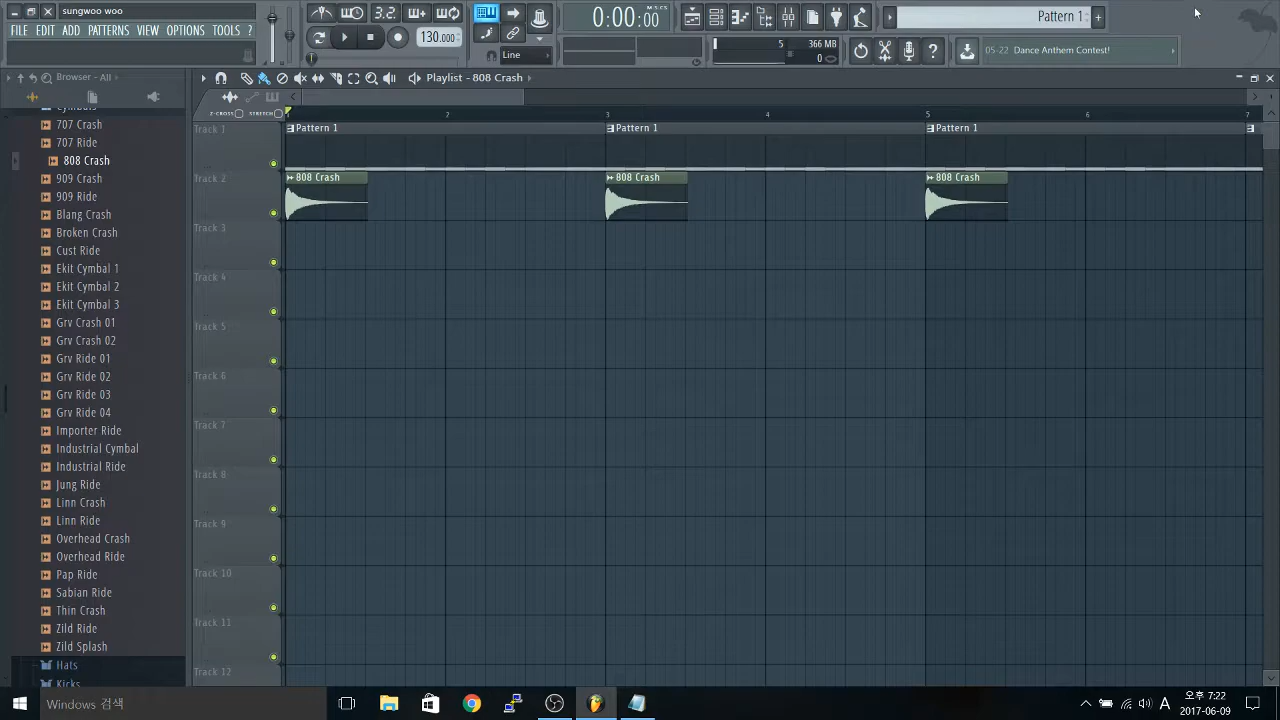 sungwoo woo
FILE EDIT ADD PATTERNS VIEW OPTIONS TOOLS ?
3.2
130.000
Line
0:00:00
M:S:CS
5
366 MB
0
Pattern 1
05-22 Dance Anthem Contest!
Browser - All
Playlist - 808 Crash
Z-CROSS STRETCH
Cymbals
707 Crash
707 Ride
808 Crash
909 Crash
909 Ride
Blang Crash
Broken Crash
Cust Ride
Ekit Cymbal 1
Ekit Cymbal 2
Ekit Cymbal 3
Grv Crash 01
Grv Crash 02
Grv Ride 01
Grv Ride 02
Grv Ride 03
Grv Ride 04
Importer Ride
Industrial Cymbal
Industrial Ride
Jung Ride
Linn Crash
Linn Ride
Overhead Crash
Overhead Ride
Pap Ride
Sabian Ride
Thin Crash
Zild Ride
Zild Splash
Hats
Kicks
2 3 4 5 6 7
Track 1
Pattern 1 Pattern 1 Pattern 1
Track 2
808 Crash 808 Crash 808 Crash
Track 3
Track 4
Track 5
Track 6
Track 7
Track 8
Track 9
Track 10
Track 11
Track 12
Windows 검색
A
오후 7:22
2017-06-09